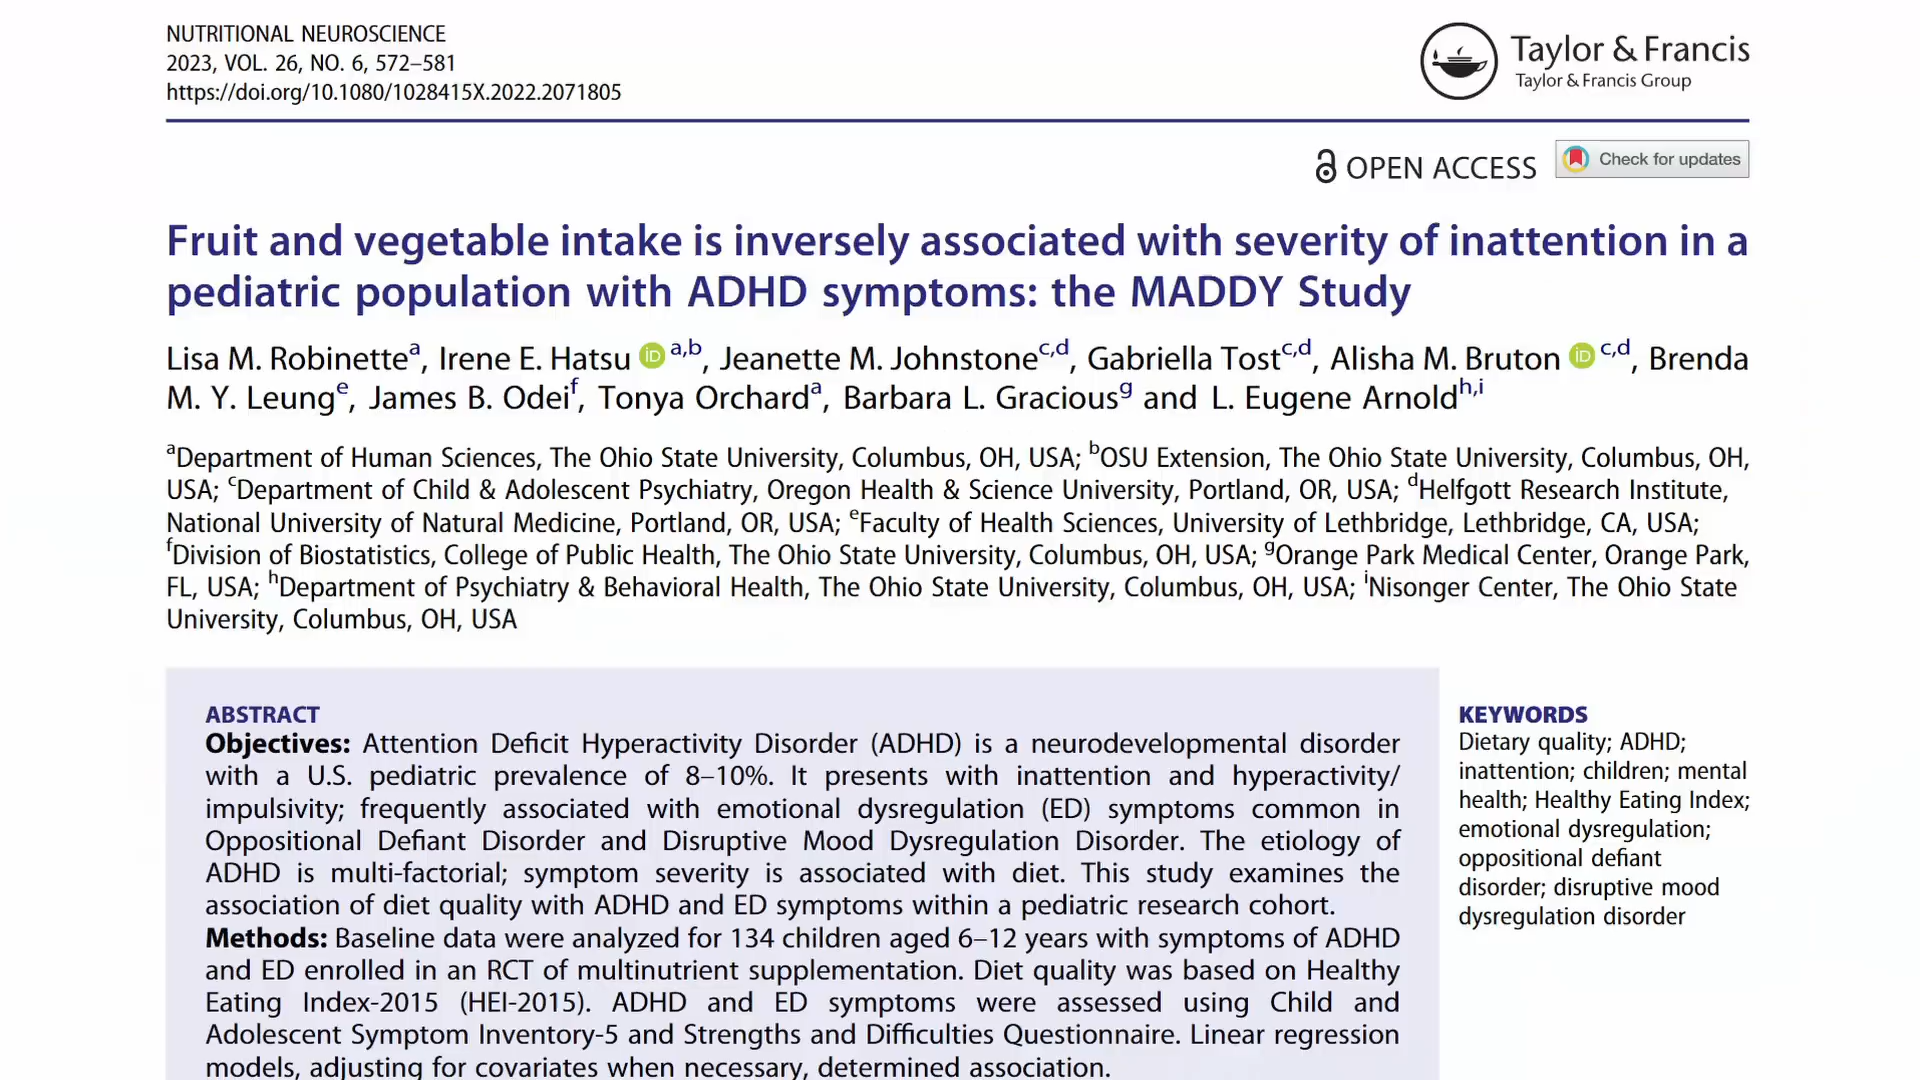 NUTRITIONAL NEUROSCIENCE
2023, VOL. 26, NO. 6, 572–581
https://doi.org/10.1080/1028415X.2022.2071805
Taylor & Francis
Taylor & Francis Group
OPEN ACCESS
Check for updates
Fruit and vegetable intake is inversely associated with severity of inattention in a
pediatric population with ADHD symptoms: the MADDY Study
Lisa M. Robinette^a, Irene E. Hatsu iD ^a,b, Jeanette M. Johnstone^c,d, Gabriella Tost^c,d, Alisha M. Bruton iD ^c,d, Brenda
M. Y. Leung^e, James B. Odei^f, Tonya Orchard^a, Barbara L. Gracious^g and L. Eugene Arnold^h,i
^aDepartment of Human Sciences, The Ohio State University, Columbus, OH, USA; ^bOSU Extension, The Ohio State University, Columbus, OH,
USA; ^cDepartment of Child & Adolescent Psychiatry, Oregon Health & Science University, Portland, OR, USA; ^dHelfgott Research Institute,
National University of Natural Medicine, Portland, OR, USA; ^eFaculty of Health Sciences, University of Lethbridge, Lethbridge, CA, USA;
^fDivision of Biostatistics, College of Public Health, The Ohio State University, Columbus, OH, USA; ^gOrange Park Medical Center, Orange Park,
FL, USA; ^hDepartment of Psychiatry & Behavioral Health, The Ohio State University, Columbus, OH, USA; ^iNisonger Center, The Ohio State
University, Columbus, OH, USA
ABSTRACT
Objectives: Attention Deficit Hyperactivity Disorder (ADHD) is a neurodevelopmental disorder
with a U.S. pediatric prevalence of 8–10%. It presents with inattention and hyperactivity/
impulsivity; frequently associated with emotional dysregulation (ED) symptoms common in
Oppositional Defiant Disorder and Disruptive Mood Dysregulation Disorder. The etiology of
ADHD is multi-factorial; symptom severity is associated with diet. This study examines the
association of diet quality with ADHD and ED symptoms within a pediatric research cohort.
Methods: Baseline data were analyzed for 134 children aged 6–12 years with symptoms of ADHD
and ED enrolled in an RCT of multinutrient supplementation. Diet quality was based on Healthy
Eating Index-2015 (HEI-2015). ADHD and ED symptoms were assessed using Child and
Adolescent Symptom Inventory-5 and Strengths and Difficulties Questionnaire. Linear regression
models, adjusting for covariates when necessary, determined association.
KEYWORDS
Dietary quality; ADHD;
inattention; children; mental
health; Healthy Eating Index;
emotional dysregulation;
oppositional defiant
disorder; disruptive mood
dysregulation disorder